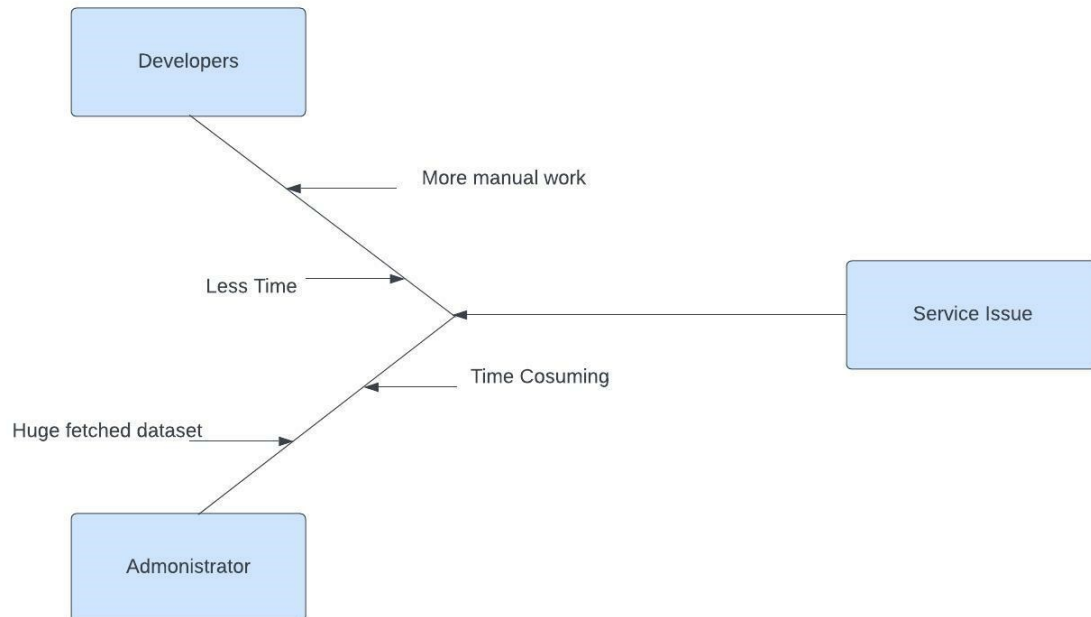 Developers
More manual work
Less Time
Service Issue
Time Cosuming
Huge fetched dataset
Admonistrator